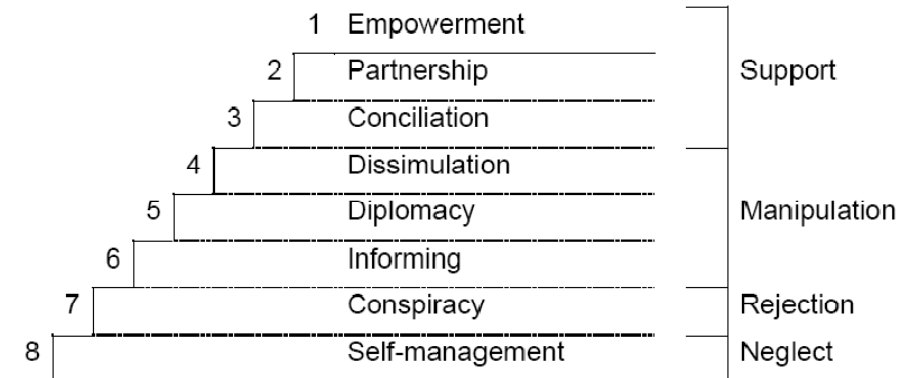 1 Empowerment
2 Partnership Support
3 Conciliation
4 Dissimulation
5 Diplomacy Manipulation
6 Informing
7 Conspiracy Rejection
8 Self-management Neglect